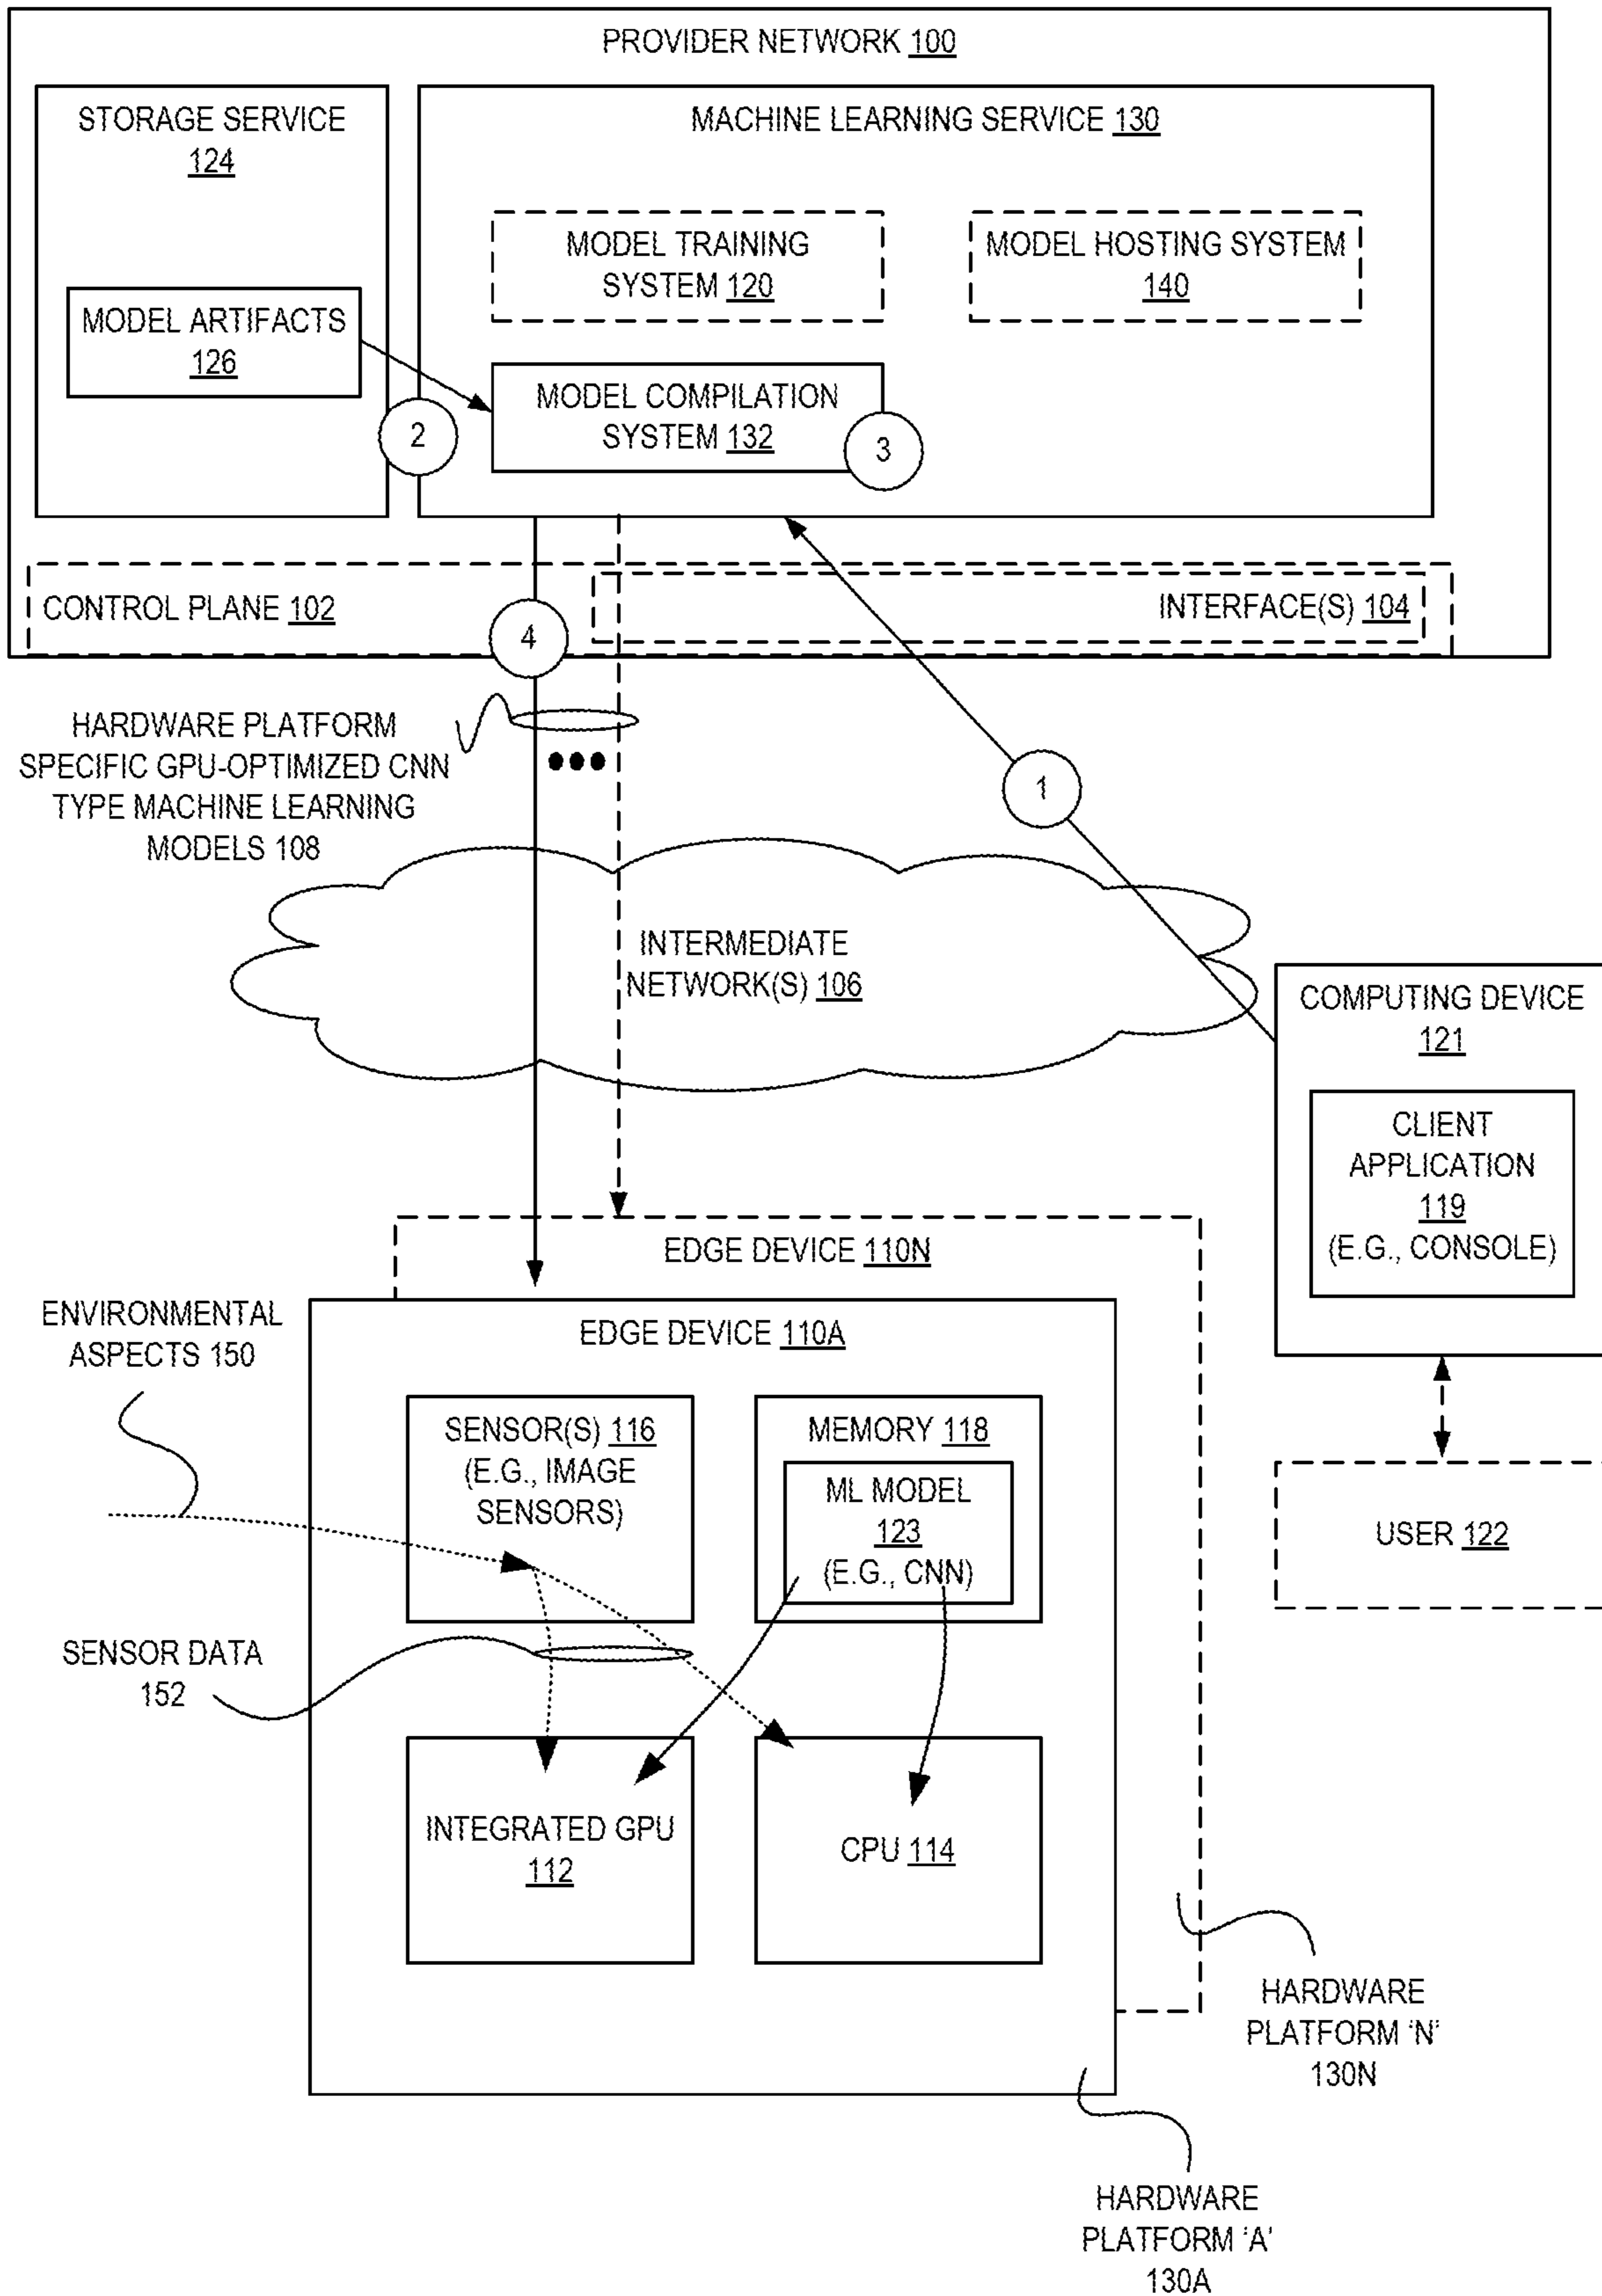 PROVIDER NETWORK 100
STORAGE SERVICE
124
MACHINE LEARNING SERVICE 130
MODEL TRAINING
SYSTEM 120
MODEL HOSTING SYSTEM
140
MODEL ARTIFACTS
126
MODEL COMPILATION
SYSTEM 132
2
3
CONTROL PLANE 102
INTERFACE(S) 104
4
HARDWARE PLATFORM
SPECIFIC GPU-OPTIMIZED CNN
TYPE MACHINE LEARNING
MODELS 108
1
INTERMEDIATE
NETWORK(S) 106
COMPUTING DEVICE
121
CLIENT
APPLICATION
119
(E.G., CONSOLE)
EDGE DEVICE 110N
EDGE DEVICE 110A
ENVIRONMENTAL
ASPECTS 150
SENSOR(S) 116
(E.G., IMAGE
SENSORS)
MEMORY 118
ML MODEL
123
(E.G., CNN)
USER 122
SENSOR DATA
152
INTEGRATED GPU
112
CPU 114
HARDWARE
PLATFORM 'N'
130N
HARDWARE
PLATFORM 'A'
130A